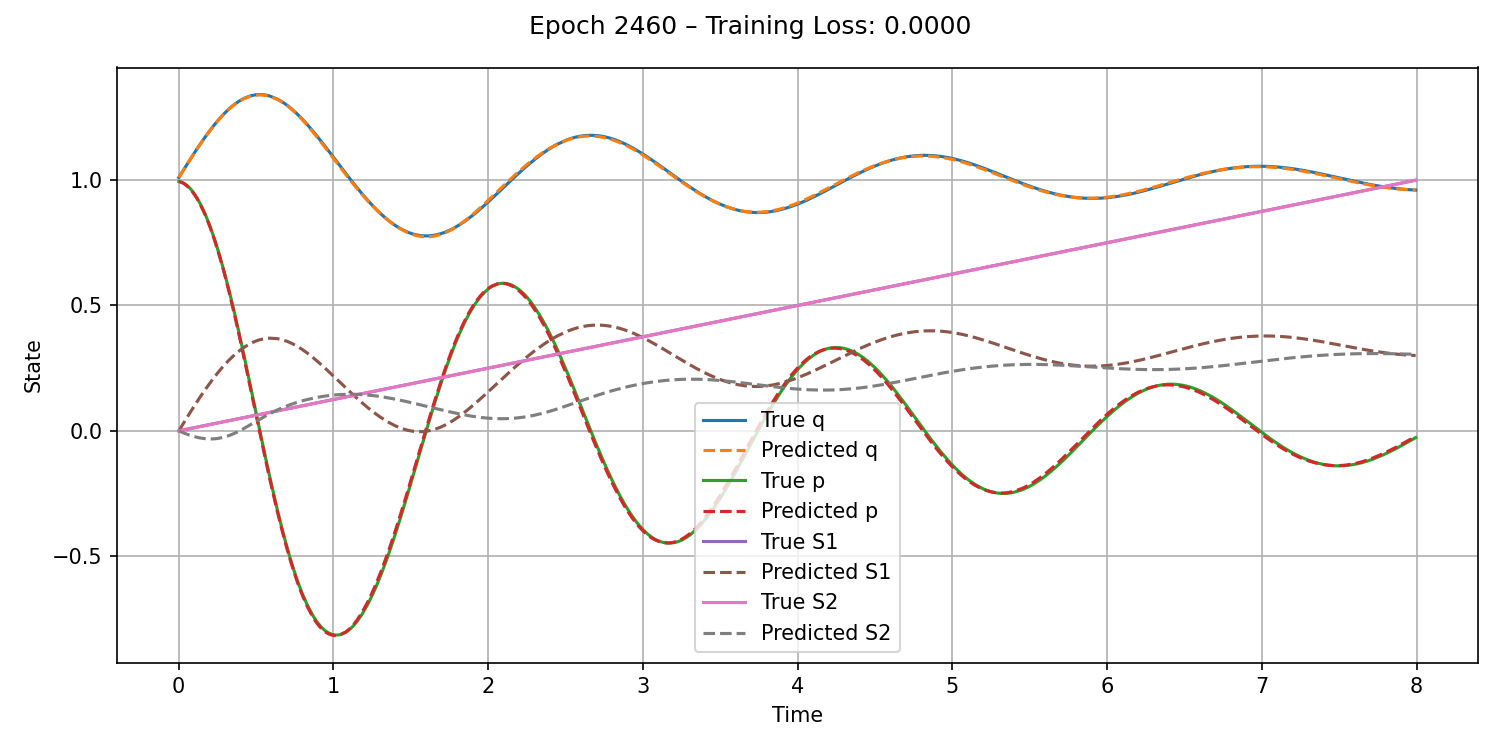 Epoch 2460 – Training Loss: 0.0000
1.0
0.5
0.0
−0.5
State
True q
Predicted q
True p
Predicted p
True S1
Predicted S1
True S2
Predicted S2
0 1 2 3 4 5 6 7 8
Time